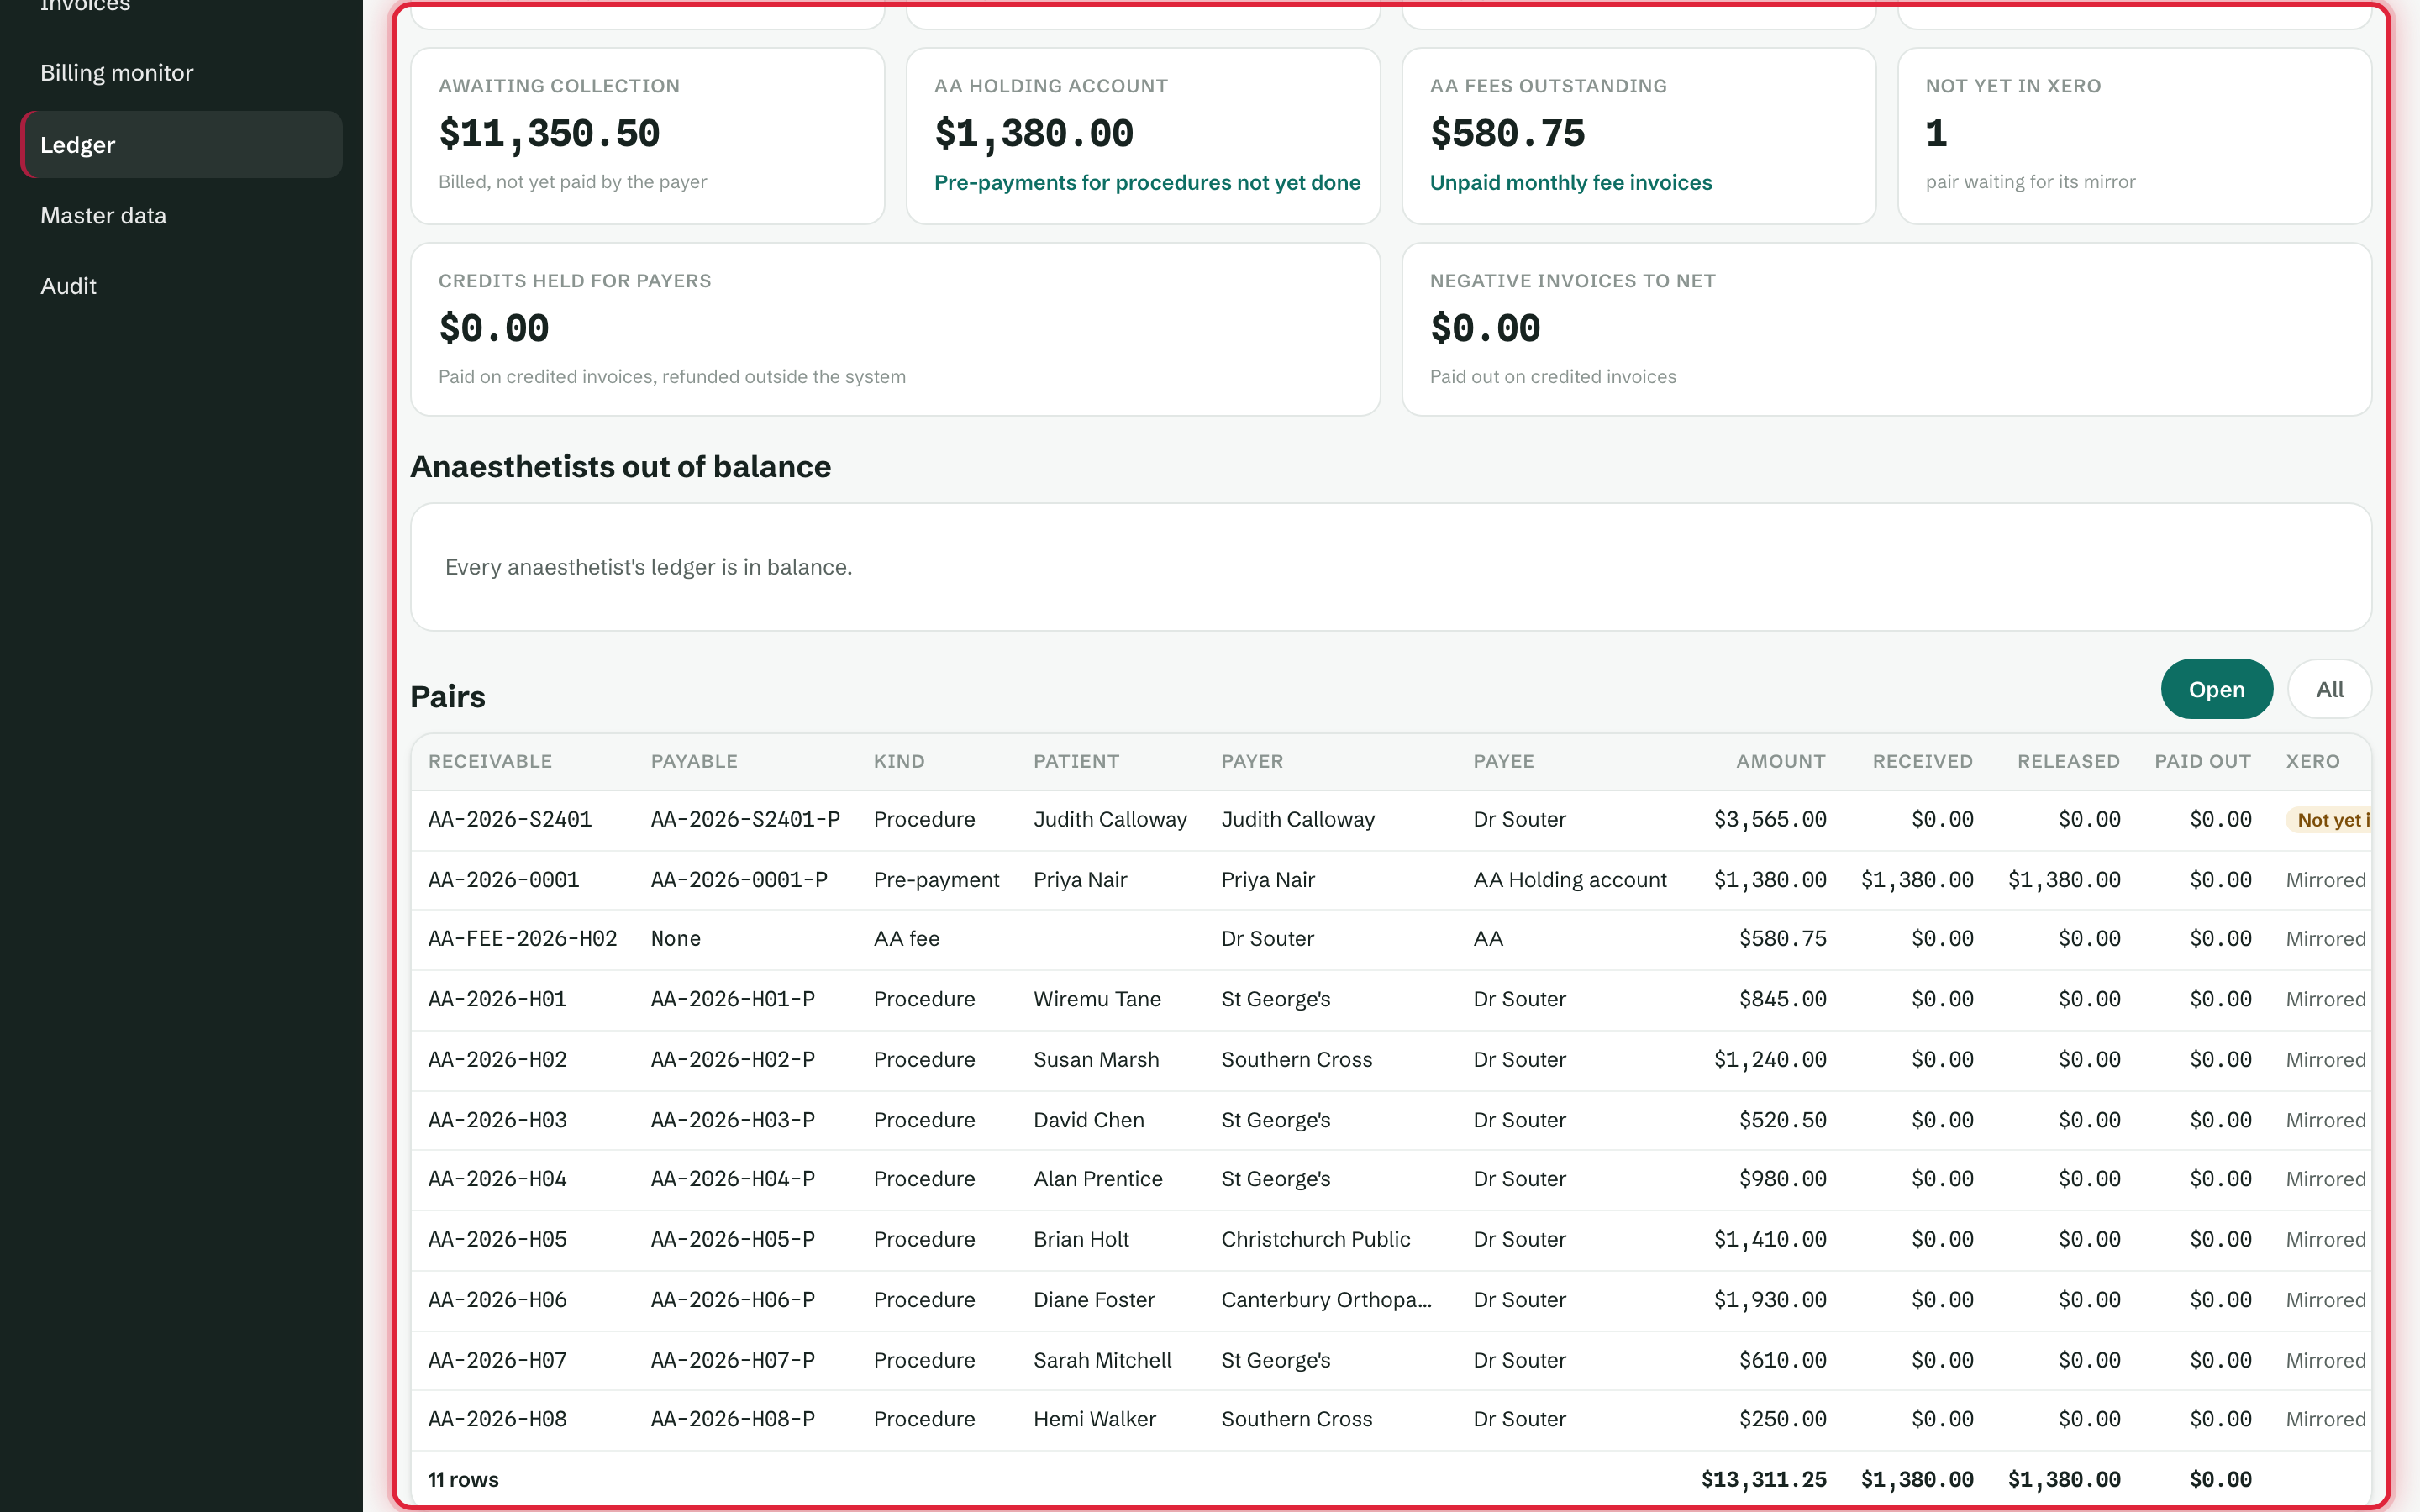 Invoices
Billing monitor
Ledger
Master data
Audit
AWAITING COLLECTION
$11,350.50
Billed, not yet paid by the payer
AA HOLDING ACCOUNT
$1,380.00
Pre-payments for procedures not yet done
AA FEES OUTSTANDING
$580.75
Unpaid monthly fee invoices
NOT YET IN XERO
1
pair waiting for its mirror
CREDITS HELD FOR PAYERS
$0.00
Paid on credited invoices, refunded outside the system
NEGATIVE INVOICES TO NET
$0.00
Paid out on credited invoices
Anaesthetists out of balance
Every anaesthetist's ledger is in balance.
Pairs
Open All
RECEIVABLE PAYABLE KIND PATIENT PAYER PAYEE AMOUNT RECEIVED RELEASED PAID OUT XERO
AA-2026-S2401 AA-2026-S2401-P Procedure Judith Calloway Judith Calloway Dr Souter $3,565.00 $0.00 $0.00 $0.00 Not yet i
AA-2026-0001 AA-2026-0001-P Pre-payment Priya Nair Priya Nair AA Holding account $1,380.00 $1,380.00 $1,380.00 $0.00 Mirrored
AA-FEE-2026-H02 None AA fee Dr Souter AA $580.75 $0.00 $0.00 $0.00 Mirrored
AA-2026-H01 AA-2026-H01-P Procedure Wiremu Tane St George's Dr Souter $845.00 $0.00 $0.00 $0.00 Mirrored
AA-2026-H02 AA-2026-H02-P Procedure Susan Marsh Southern Cross Dr Souter $1,240.00 $0.00 $0.00 $0.00 Mirrored
AA-2026-H03 AA-2026-H03-P Procedure David Chen St George's Dr Souter $520.50 $0.00 $0.00 $0.00 Mirrored
AA-2026-H04 AA-2026-H04-P Procedure Alan Prentice St George's Dr Souter $980.00 $0.00 $0.00 $0.00 Mirrored
AA-2026-H05 AA-2026-H05-P Procedure Brian Holt Christchurch Public Dr Souter $1,410.00 $0.00 $0.00 $0.00 Mirrored
AA-2026-H06 AA-2026-H06-P Procedure Diane Foster Canterbury Orthopa... Dr Souter $1,930.00 $0.00 $0.00 $0.00 Mirrored
AA-2026-H07 AA-2026-H07-P Procedure Sarah Mitchell St George's Dr Souter $610.00 $0.00 $0.00 $0.00 Mirrored
AA-2026-H08 AA-2026-H08-P Procedure Hemi Walker Southern Cross Dr Souter $250.00 $0.00 $0.00 $0.00 Mirrored
11 rows $13,311.25 $1,380.00 $1,380.00 $0.00